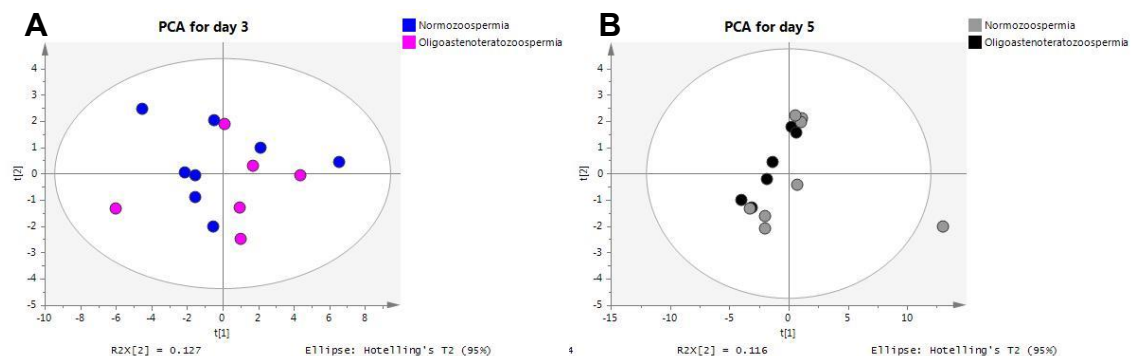 A
PCA for day 3
Normozoospermia
Oligoastenoteratozoospermia
4
3
2
1
0
-1
-2
-3
-4
-5
t[2]
-10 -8 -6 -4 -2 0 2 4 6 8
t[1]
R2X[2] = 0.127 Ellipse: Hotelling's T2 (95%)
B
PCA for day 5
Normozoospermia
Oligoastenoteratozoospermia
4
3
2
1
0
-1
-2
-3
-4
-5
t[2]
-15 -10 -5 0 5 10 15
t[1]
4 R2X[2] = 0.116 Ellipse: Hotelling's T2 (95%)